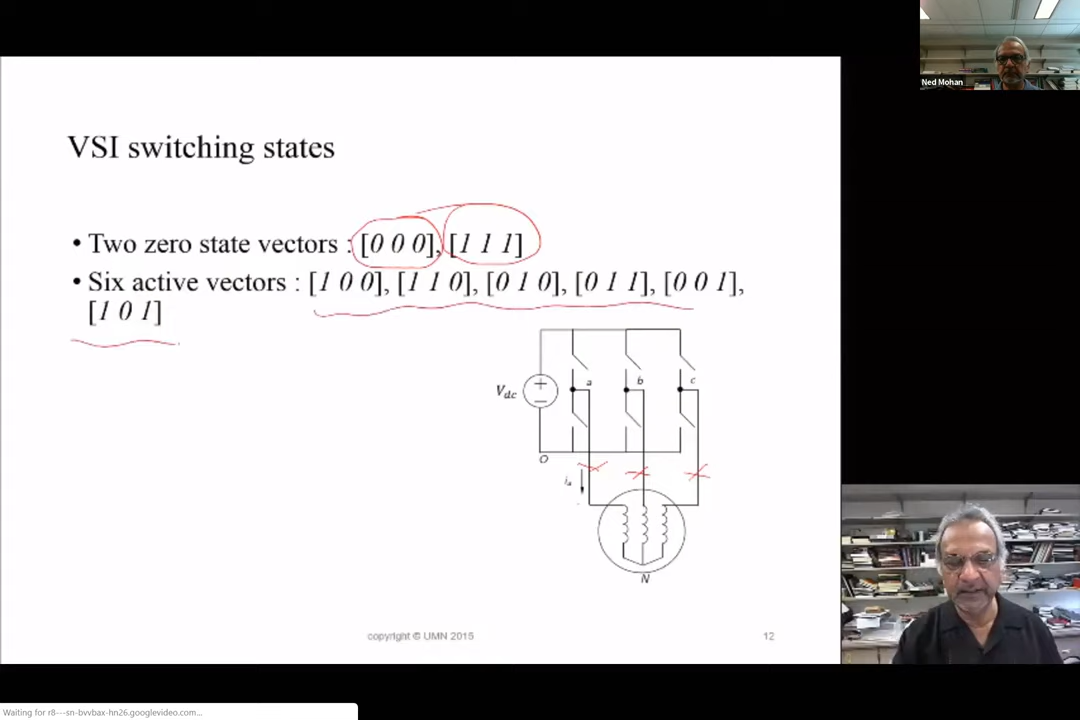 Ned Mohan
VSI switching states
• Two zero state vectors : [0 0 0], [1 1 1]
• Six active vectors : [1 0 0], [1 1 0], [0 1 0], [0 1 1], [0 0 1],
[1 0 1]
a b c
Vdc
O
ia
N
copyright © UMN 2015
12
Waiting for r8---sn-bvvbax-hn26.googlevideo.com...